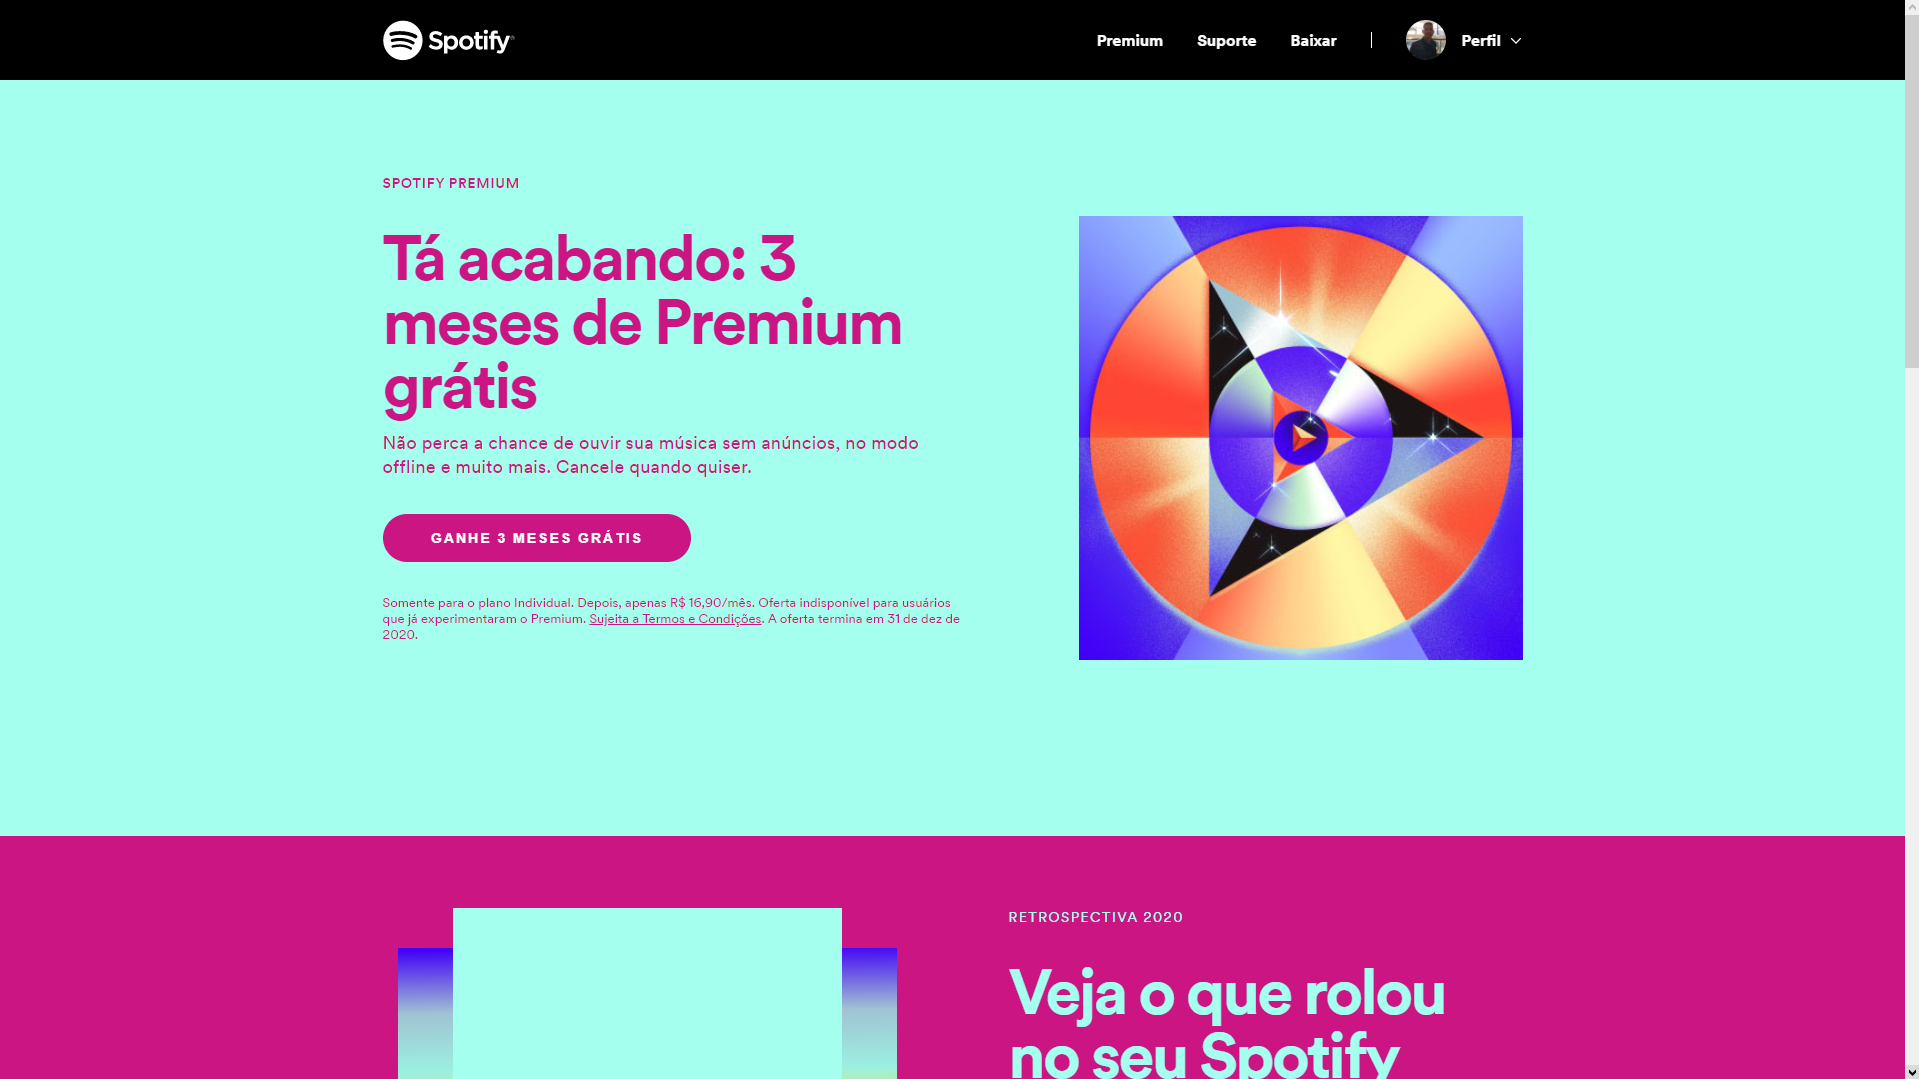 Spotify
Premium
Suporte
Baixar
Perfil
SPOTIFY PREMIUM
Tá acabando: 3
meses de Premium
grátis
Não perca a chance de ouvir sua música sem anúncios, no modo
offline e muito mais. Cancele quando quiser.
GANHE 3 MESES GRÁTIS
Somente para o plano Individual. Depois, apenas R$ 16,90/mês. Oferta indisponível para usuários
que já experimentaram o Premium. Sujeita a Termos e Condições. A oferta termina em 31 de dez de
2020.
RETROSPECTIVA 2020
Veja o que rolou
no seu Spotify